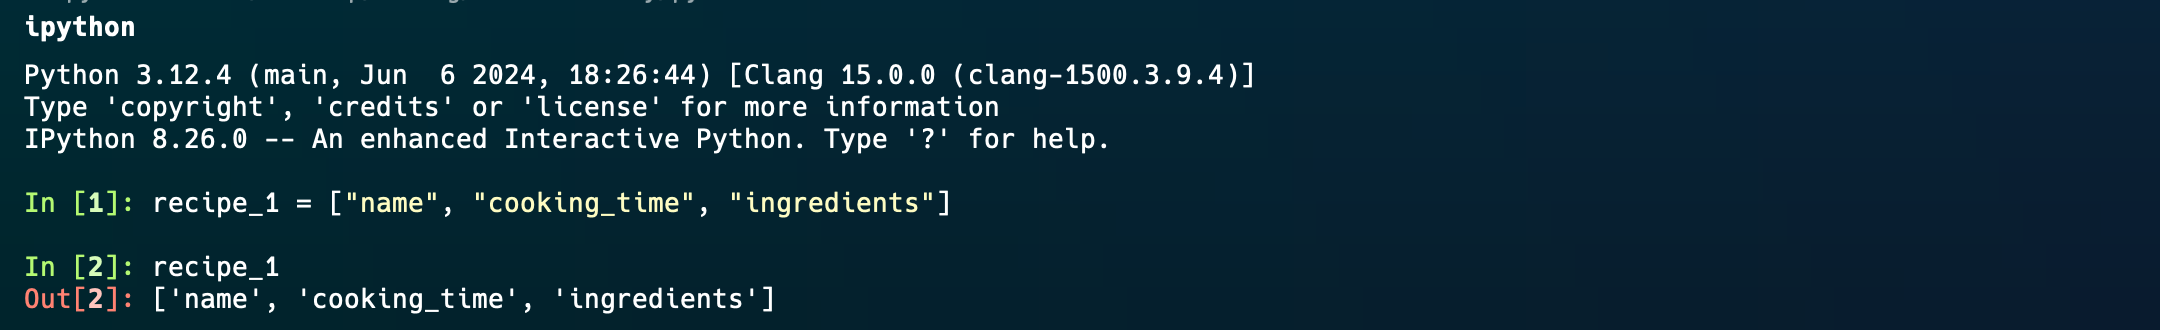 ipython
Python 3.12.4 (main, Jun  6 2024, 18:26:44) [Clang 15.0.0 (clang-1500.3.9.4)]
Type 'copyright', 'credits' or 'license' for more information
IPython 8.26.0 -- An enhanced Interactive Python. Type '?' for help.
In [1]: recipe_1 = ["name", "cooking_time", "ingredients"]
In [2]: recipe_1
Out[2]: ['name', 'cooking_time', 'ingredients']